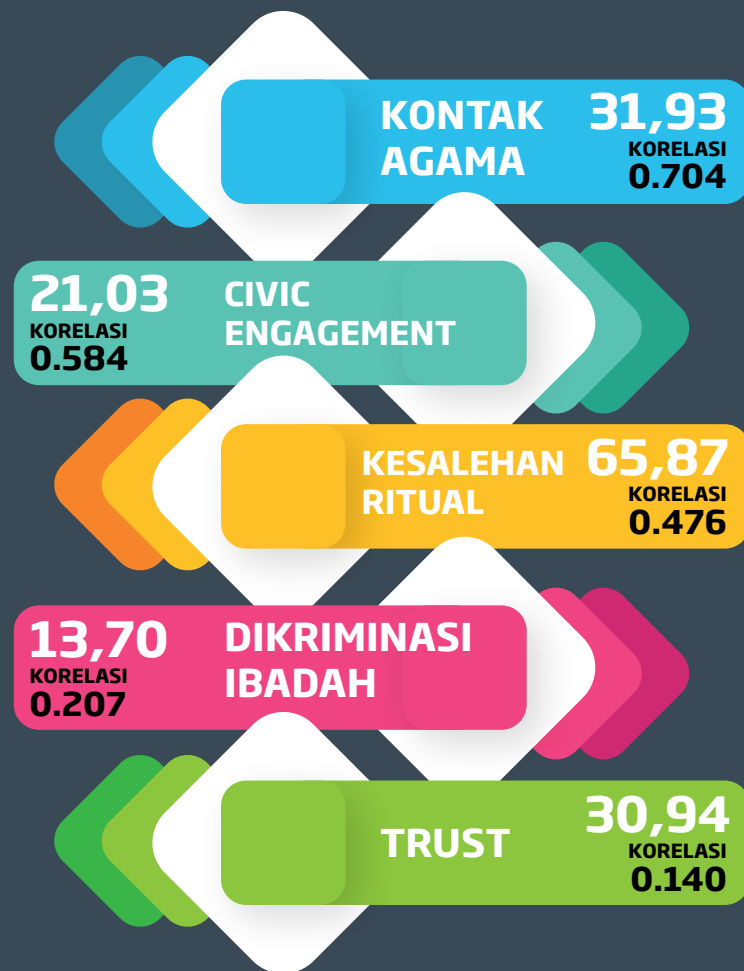 KONTAK
AGAMA
31,93
KORELASI
0.704
21,03
KORELASI
0.584
CIVIC
ENGAGEMENT
KESALEHAN
RITUAL
65,87
KORELASI
0.476
13,70
KORELASI
0.207
DIKRIMINASI
IBADAH
TRUST
30,94
KORELASI
0.140